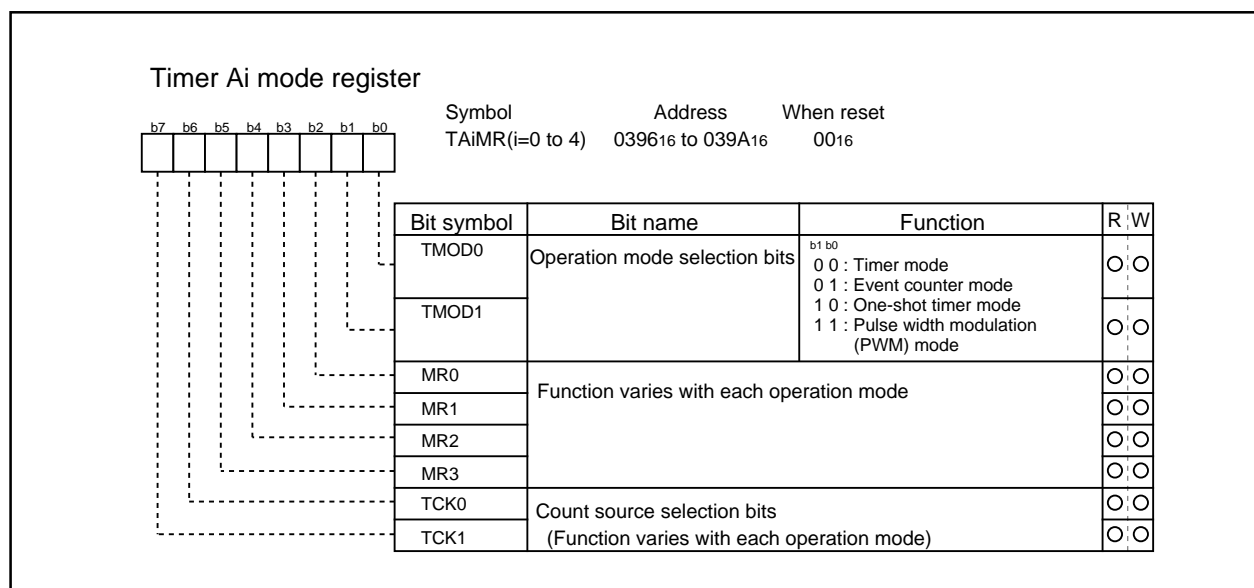 Timer Ai mode register
Symbol Address When reset
TAiMR(i=0 to 4) 039616 to 039A16 0016
b7 b6 b5 b4 b3 b2 b1 b0
Bit symbol Bit name Function R W
TMOD0 Operation mode selection bits b1 b0
0 0 : Timer mode
0 1 : Event counter mode
TMOD1 1 0 : One-shot timer mode
1 1 : Pulse width modulation
(PWM) mode
MR0 Function varies with each operation mode
MR1
MR2
MR3
TCK0 Count source selection bits
TCK1 (Function varies with each operation mode)